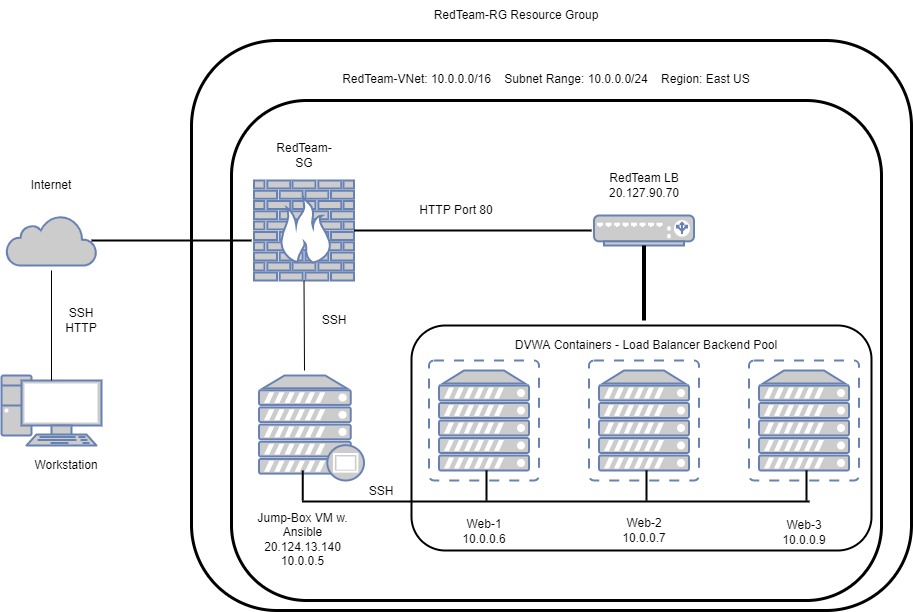 RedTeam-RG Resource Group
RedTeam-VNet: 10.0.0.0/16 Subnet Range: 10.0.0.0/24 Region: East US
RedTeam-
SG
Internet
RedTeam LB
20.127.90.70
HTTP Port 80
SSH
HTTP
SSH
DVWA Containers - Load Balancer Backend Pool
Workstation
SSH
Jump-Box VM w.
Ansible
20.124.13.140
10.0.0.5
Web-1
10.0.0.6
Web-2
10.0.0.7
Web-3
10.0.0.9